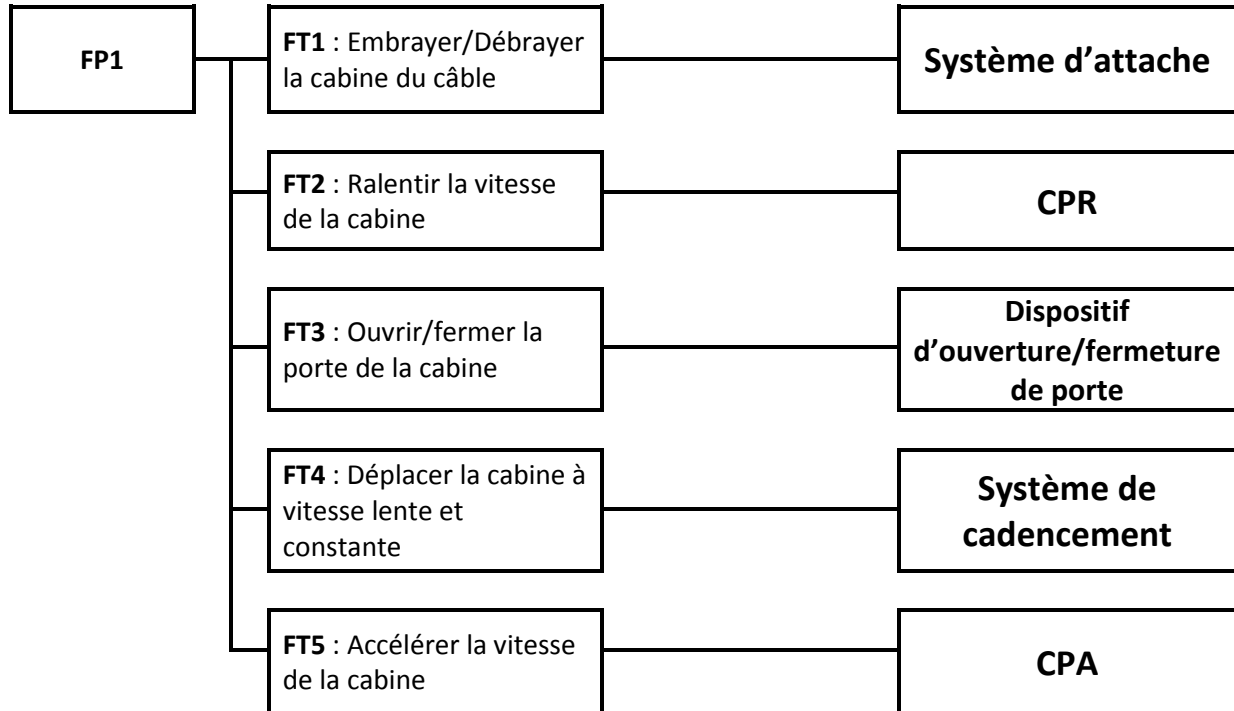 FP1
FT1 : Embrayer/Débrayer
la cabine du câble
Système d’attache
FT2 : Ralentir la vitesse
de la cabine
CPR
FT3 : Ouvrir/fermer la
porte de la cabine
Dispositif
d’ouverture/fermeture
de porte
FT4 : Déplacer la cabine à
vitesse lente et
constante
Système de
cadencement
FT5 : Accélérer la vitesse
de la cabine
CPA